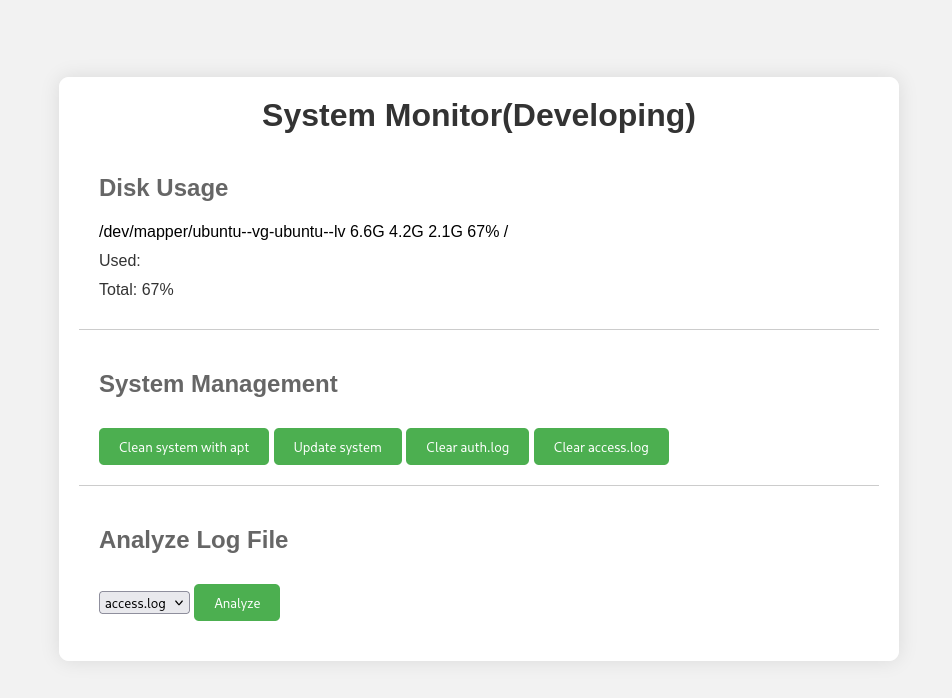 System Monitor(Developing)
Disk Usage
/dev/mapper/ubuntu--vg-ubuntu--lv 6.6G 4.2G 2.1G 67% /
Used:
Total: 67%
System Management
Clean system with apt Update system Clear auth.log Clear access.log
Analyze Log File
access.log Analyze